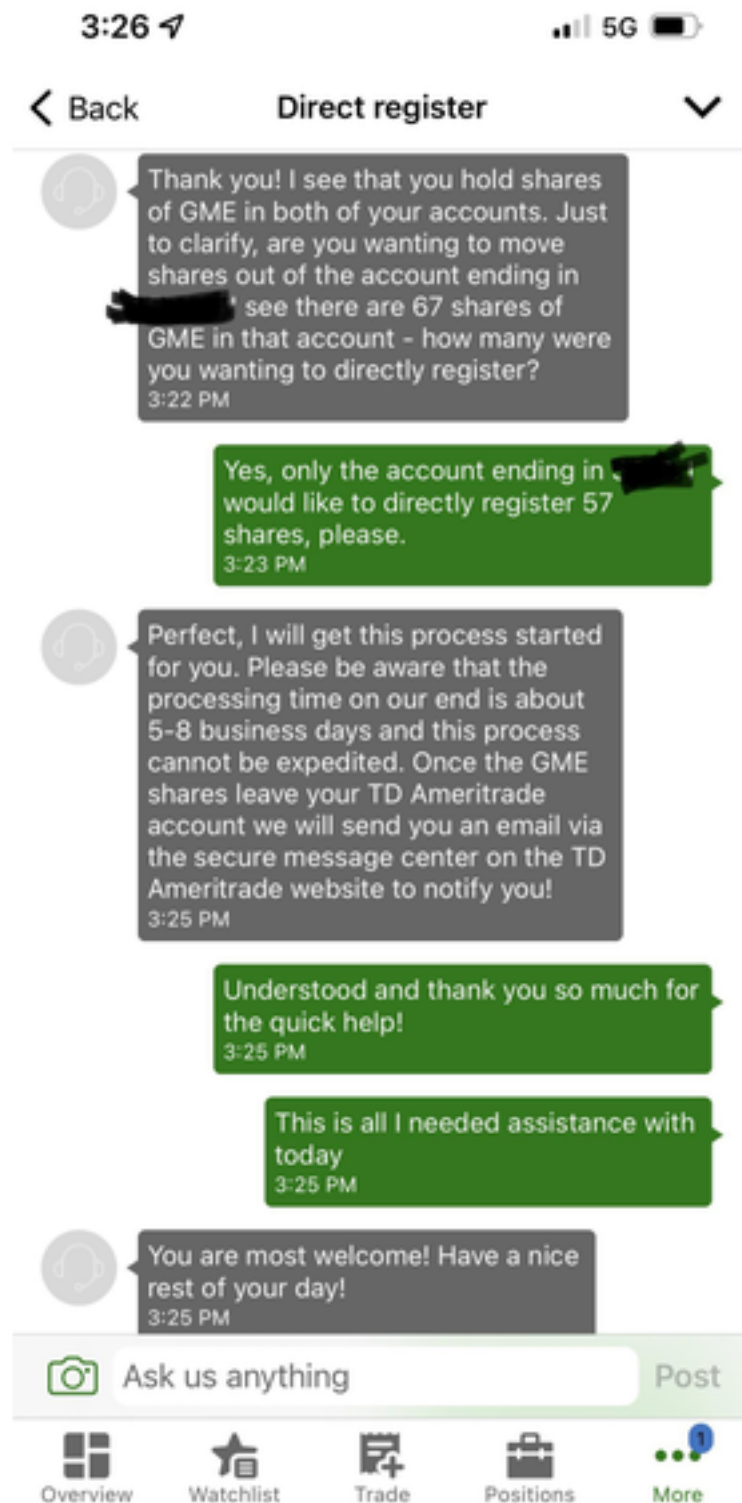 3:26
5G
Back
Direct register
Thank you! I see that you hold shares
of GME in both of your accounts. Just
to clarify, are you wanting to move
shares out of the account ending in
see there are 67 shares of
GME in that account - how many were
you wanting to directly register?
3:22 PM
Yes, only the account ending in
would like to directly register 57
shares, please.
3:23 PM
Perfect, I will get this process started
for you. Please be aware that the
processing time on our end is about
5-8 business days and this process
cannot be expedited. Once the GME
shares leave your TD Ameritrade
account we will send you an email via
the secure message center on the TD
Ameritrade website to notify you!
3:25 PM
Understood and thank you so much for
the quick help!
3:25 PM
This is all I needed assistance with
today
3:25 PM
You are most welcome! Have a nice
rest of your day!
3:25 PM
Ask us anything
Post
1
Overview
Watchlist
Trade
Positions
More